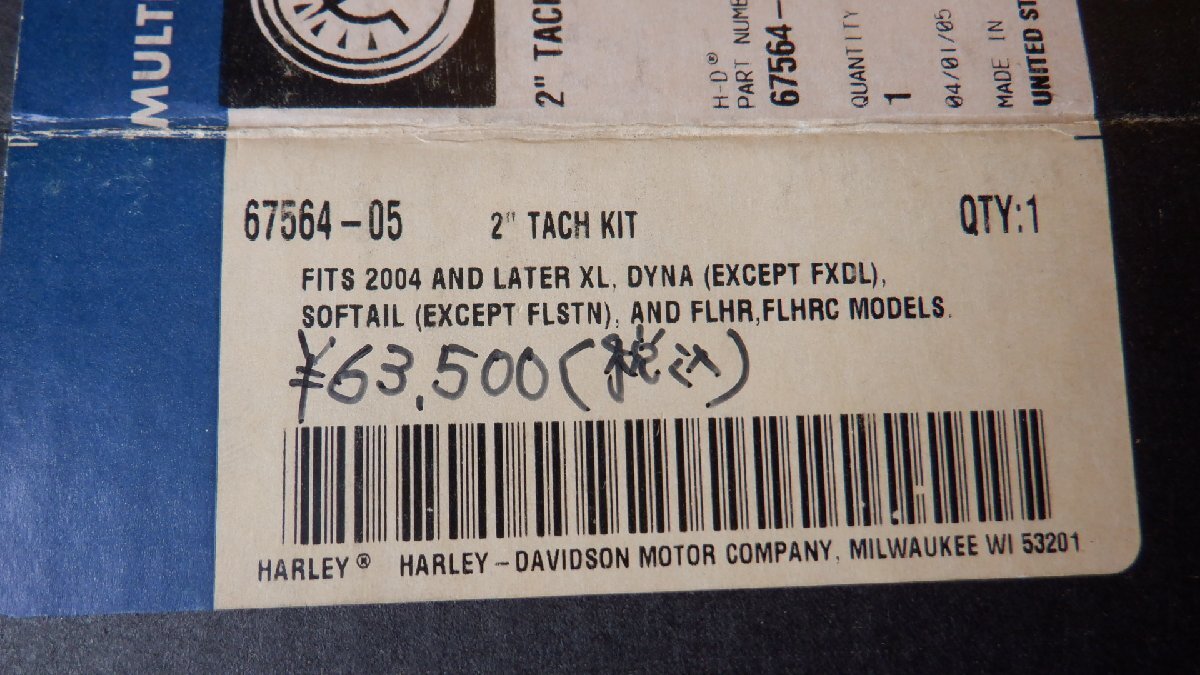 MULT
2" TACH
H-D®
PART NUMBE
67564-
QUANTITY
1
04/01/05
MADE IN
UNITED ST
67564-05 2" TACH KIT QTY:1
FITS 2004 AND LATER XL, DYNA (EXCEPT FXDL),
SOFTAIL (EXCEPT FLSTN), AND FLHR,FLHRC MODELS.
¥63,500(税込)
HARLEY® HARLEY-DAVIDSON MOTOR COMPANY, MILWAUKEE WI 53201